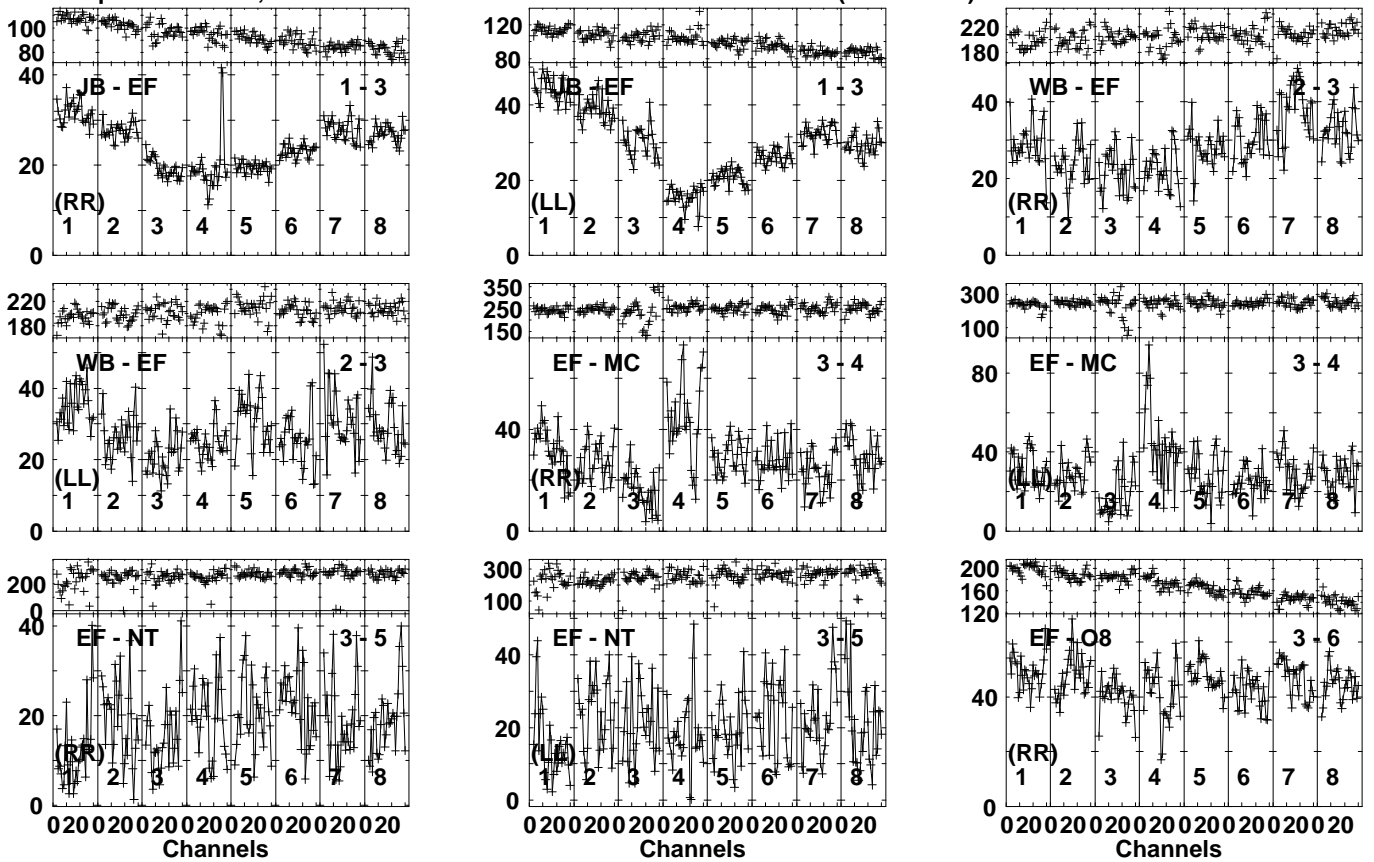 100 120 220
80 80 180
40 JB - EF 1 - 3 40 JB - EF 1 - 3 40 WB - EF 2 - 3
20 20 20
(RR) (LL) (RR)
1 2 3 4 5 6 7 8 1 2 3 4 5 6 7 8 1 2 3 4 5 6 7 8
0 0 0
220 350 300
180 250 100
150
WB - EF 2 - 3 EF - MC 3 - 4 EF - MC 3 - 4
40 40 80
20 40
(LL) (RR) (LL)
1 2 3 4 5 6 7 8 1 2 3 4 5 6 7 8 1 2 3 4 5 6 7 8
0 0 0
200 300 200
0 100 160
120
40 EF - NT 3 - 5 40 EF - NT 3 - 5 EF - O8 3 - 6
20 20 40
(RR) (LL) (RR)
1 2 3 4 5 6 7 8 1 2 3 4 5 6 7 8 1 2 3 4 5 6 7 8
0 0 0
0 20 0 20 0 20 0 20 0 20 0 20 0 20 0 20 0 20 0 20 0 20 0 20 0 20 0 20 0 20 0 20 0 20 0 20 0 20 0 20 0 20 0 20 0 20 0 20
Channels Channels Channels